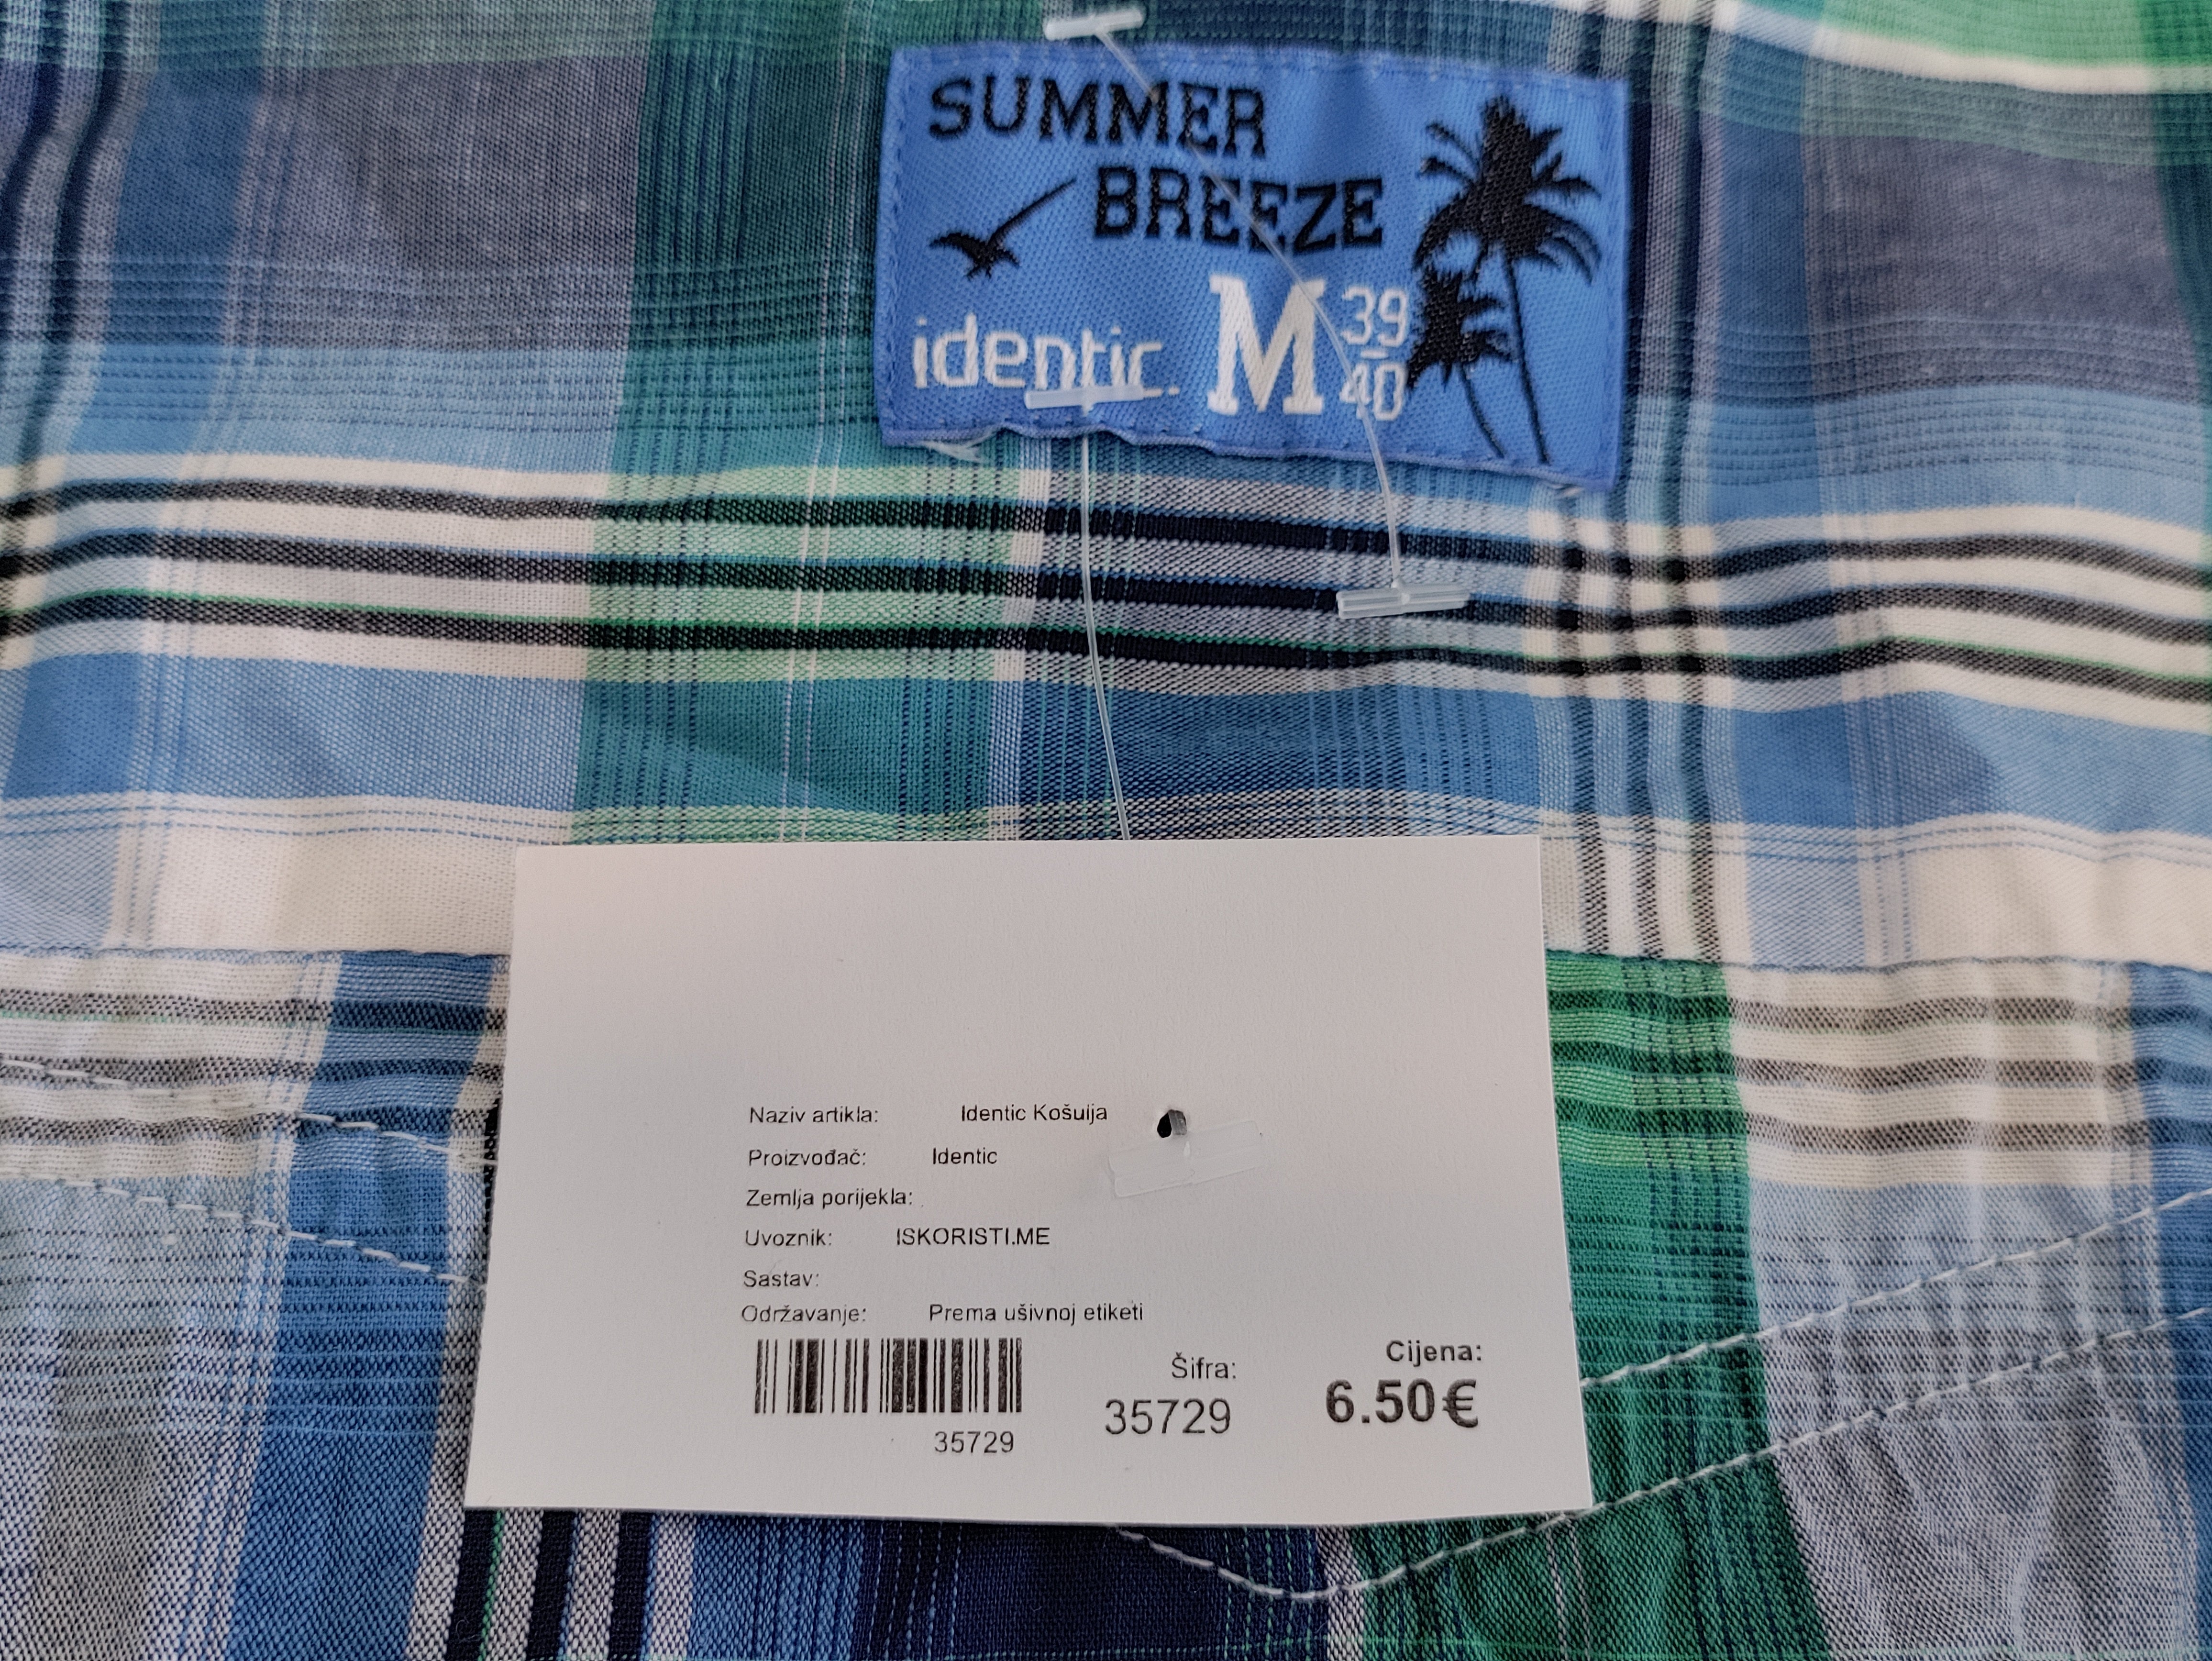 SUMMER
BREEZE
identic. M 39
40
Naziv artikla: Identic Košulja
Proizvođač: Identic
Zemlja porijekla:
Uvoznik: ISKORISTI.ME
Sastav:
Održavanje: Prema ušivnoj etiketi
35729
Šifra:
35729
Cijena:
6.50€